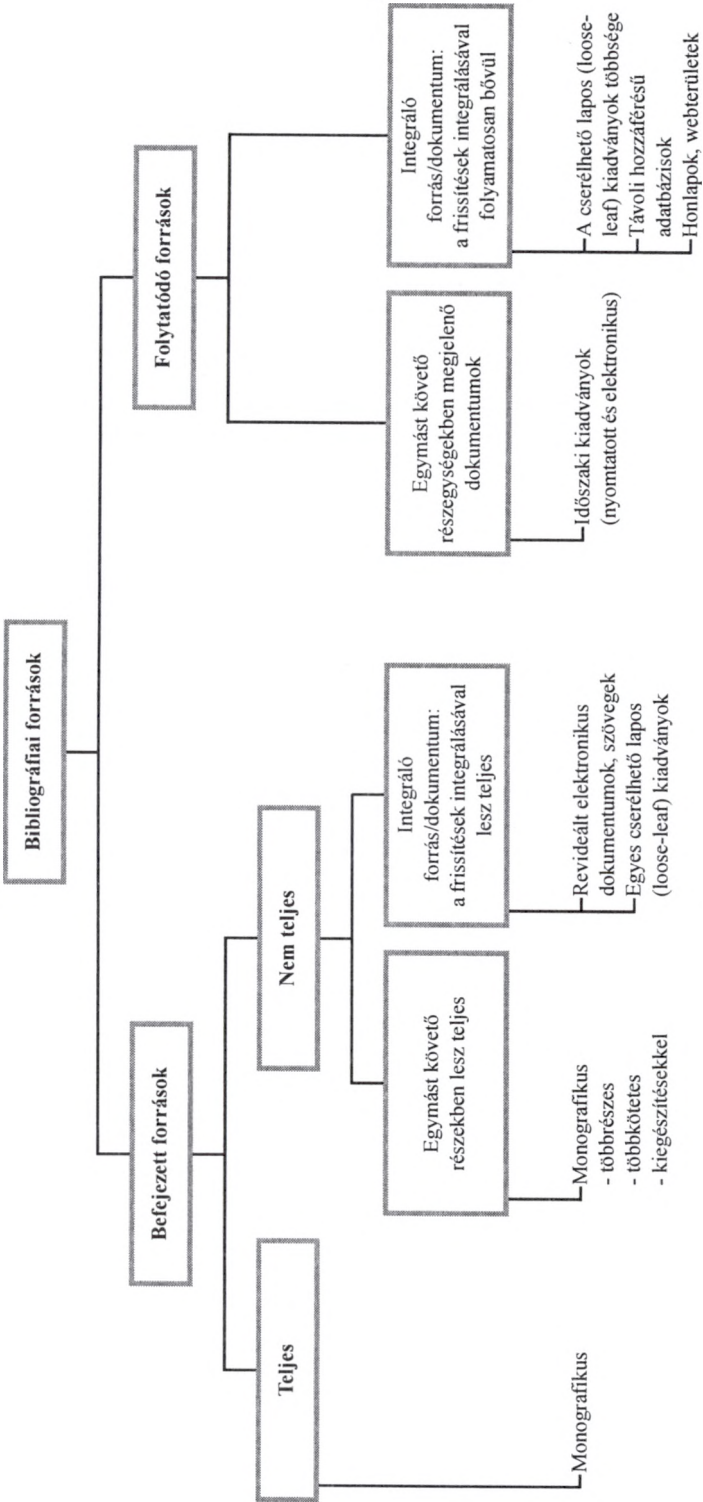 Bibliográfiai források
Befejezett források
Folytatódó források
Teljes
Nem teljes
Egymást követő
részekben lesz teljes
Integráló
forrás/dokumentum:
a frissítések integrálásával
lesz teljes
Egymást követő
részegységekben megjelenő
dokumentumok
Integráló
forrás/dokumentum:
a frissítések integrálásával
folyamatosan bővül
Monografikus
Monografikus
- többrészes
- többkötetes
- kiegészítésekkel
Revideált elektronikus
dokumentumok, szövegek
Egyes cserélhető lapos
(loose-leaf) kiadványok
Időszaki kiadványok
(nyomtatott és elektronikus)
A cserélhető lapos (loose-
leaf) kiadványok többsége
Távoli hozzáférésű
adatbázisok
Honlapok, webterületek